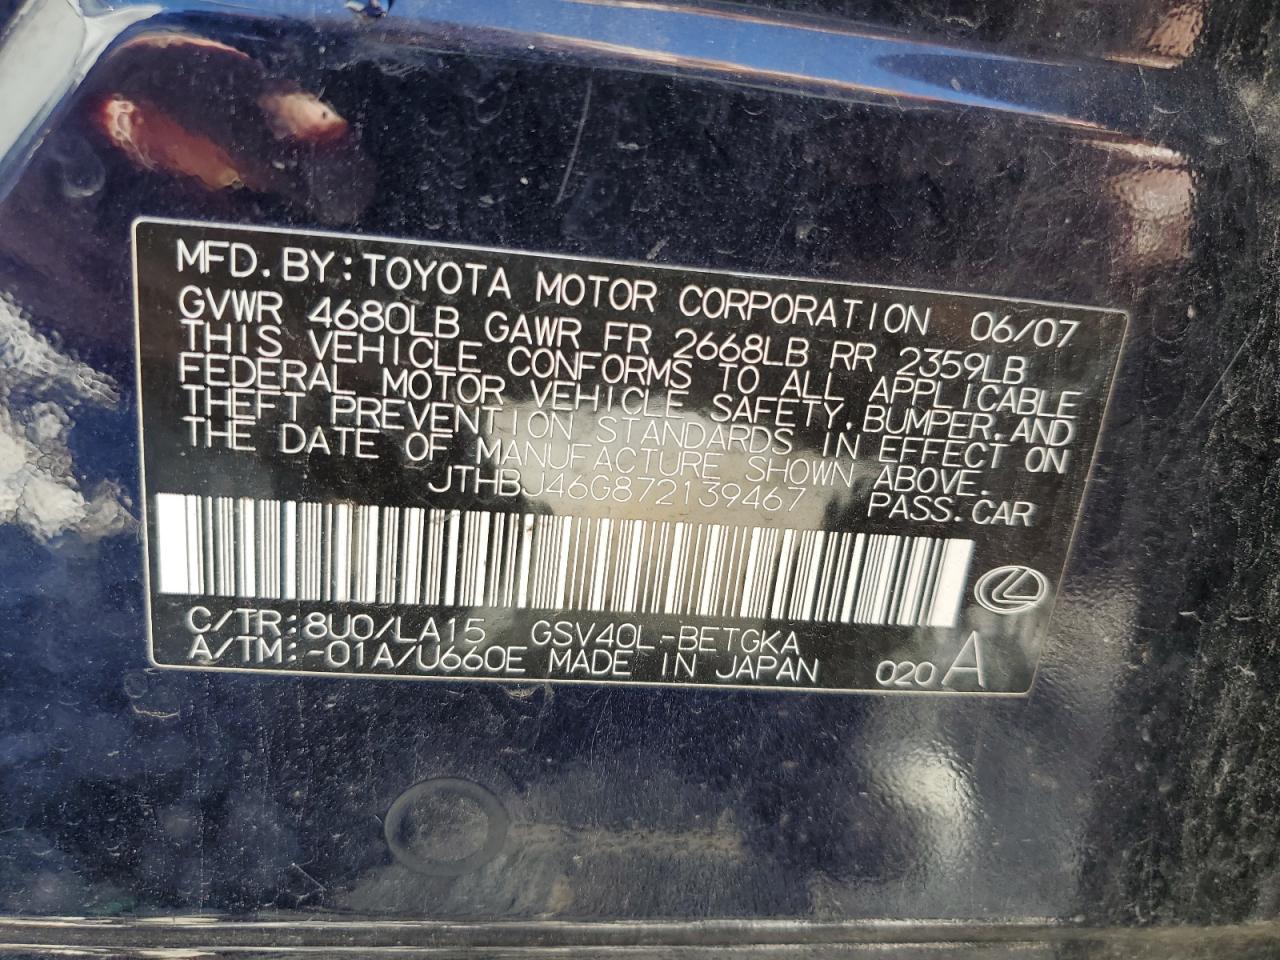 MFD.BY:TOYOTA MOTOR CORPORATION 06/07
GVWR 4680LB GAWR FR 2668LB RR 2359LB
THIS VEHICLE CONFORMS TO ALL APPLICABLE
FEDERAL MOTOR VEHICLE SAFETY,BUMPER,AND
THEFT PREVENTION STANDARDS IN EFFECT ON
THE DATE OF MANUFACTURE SHOWN ABOVE.
JTHBJ46G872139467 PASS.CAR
C/TR:8U0/LA15 GSV40L-BETGKA
A/TM:-01A/U660E MADE IN JAPAN 020 A